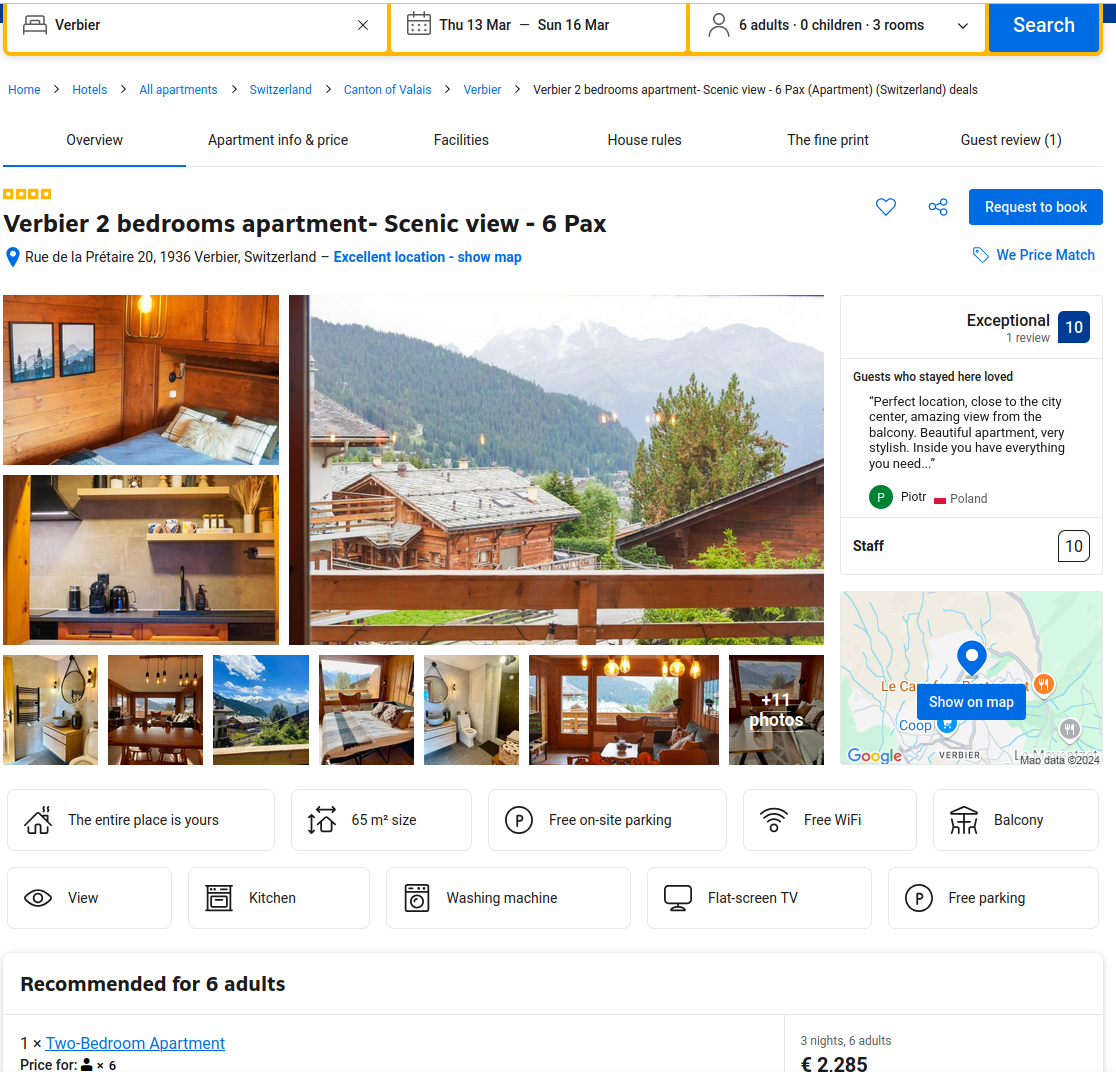 Verbier
Thu 13 Mar — Sun 16 Mar
6 adults · 0 children · 3 rooms
Search
Home
Hotels
All apartments
Switzerland
Canton of Valais
Verbier
Verbier 2 bedrooms apartment- Scenic view - 6 Pax (Apartment) (Switzerland) deals
Overview
Apartment info & price
Facilities
House rules
The fine print
Guest review (1)
Verbier 2 bedrooms apartment- Scenic view - 6 Pax
Request to book
Rue de la Prétaire 20, 1936 Verbier, Switzerland – Excellent location - show map
We Price Match
Exceptional
1 review
10
Guests who stayed here loved
“Perfect location, close to the city
center, amazing view from the
balcony. Beautiful apartment, very
stylish. Inside you have everything
you need...”
P
Piotr
Poland
Staff
10
+11
photos
Show on map
Coop
VERBIER
Google
Map data ©2024
The entire place is yours
65 m² size
P
Free on-site parking
Free WiFi
Balcony
View
Kitchen
Washing machine
Flat-screen TV
P
Free parking
Recommended for 6 adults
1 × Two-Bedroom Apartment
Price for: × 6
3 nights, 6 adults
€ 2,285